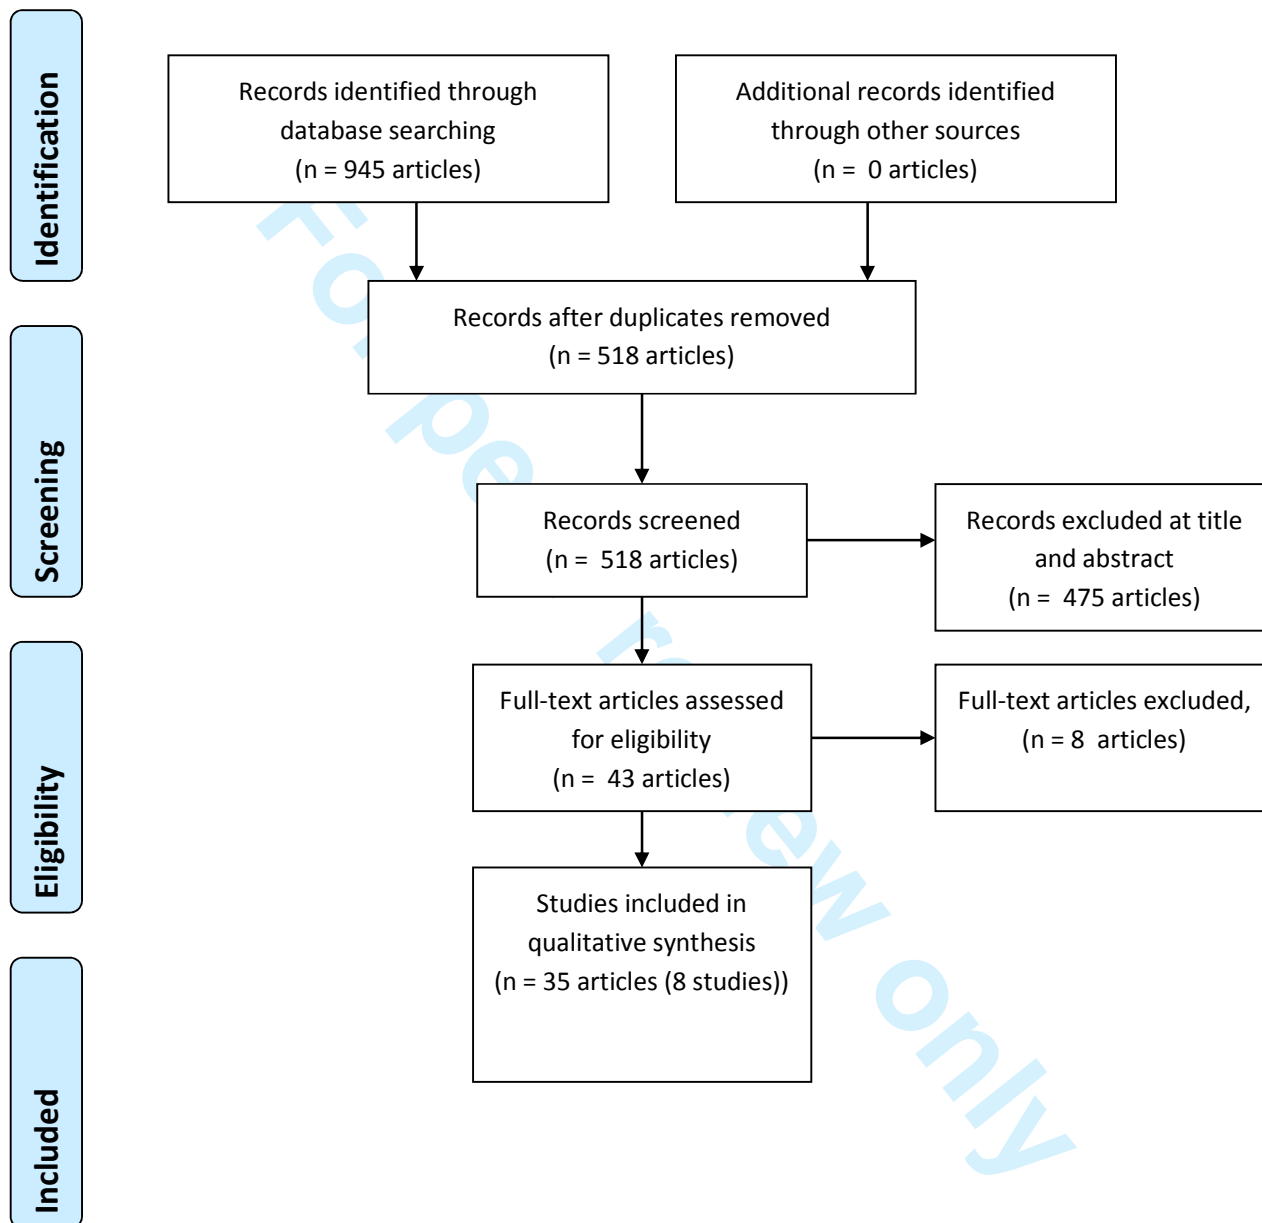 Identification
Records identified through
database searching
(n = 945 articles)
Additional records identified
through other sources
(n = 0 articles)
Records after duplicates removed
(n = 518 articles)
Screening
Records screened
(n = 518 articles)
Records excluded at title
and abstract
(n = 475 articles)
Eligibility
Full-text articles assessed
for eligibility
(n = 43 articles)
Full-text articles excluded,
(n = 8 articles)
Included
Studies included in
qualitative synthesis
(n = 35 articles (8 studies))
For peer review only